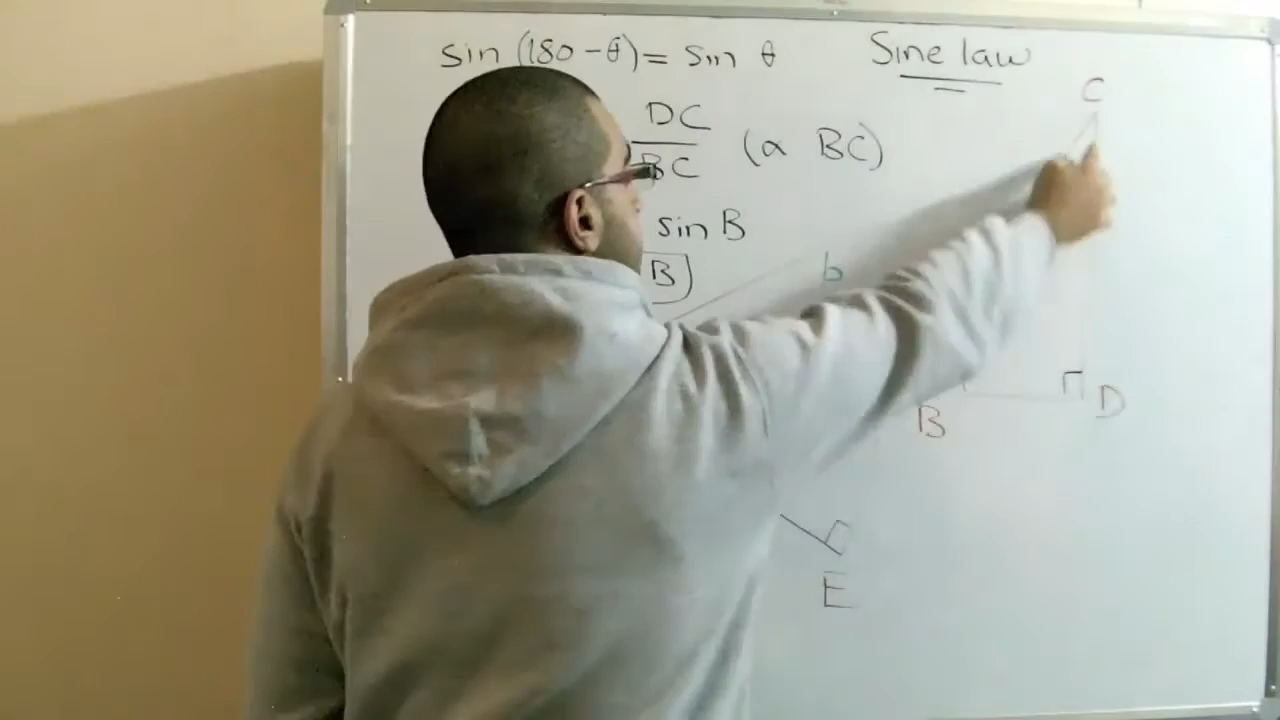 sin (180 - θ) = sin θ
Sine law
DC
BC
(a BC)
sin B
B)
C
b
B
D
E